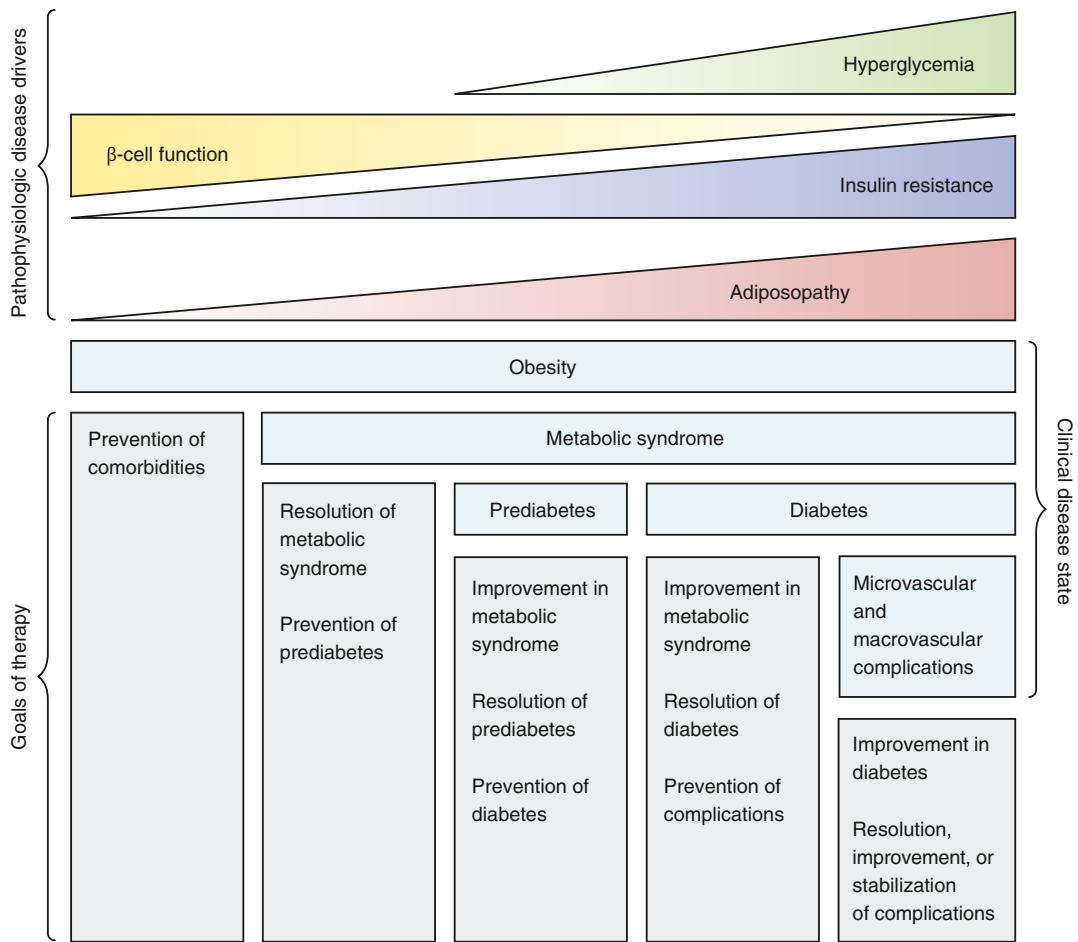 Pathophysiologic disease drivers
Hyperglycemia
β-cell function
Insulin resistance
Adiposopathy
Obesity
Clinical disease state
Goals of therapy
Prevention of
comorbidities
Metabolic syndrome
Resolution of
metabolic
syndrome
Prevention of
prediabetes
Prediabetes
Improvement in
metabolic
syndrome
Resolution of
prediabetes
Prevention of
diabetes
Diabetes
Improvement in
metabolic
syndrome
Resolution of
diabetes
Prevention of
complications
Microvascular
and
macrovascular
complications
Improvement in
diabetes
Resolution,
improvement, or
stabilization
of complications